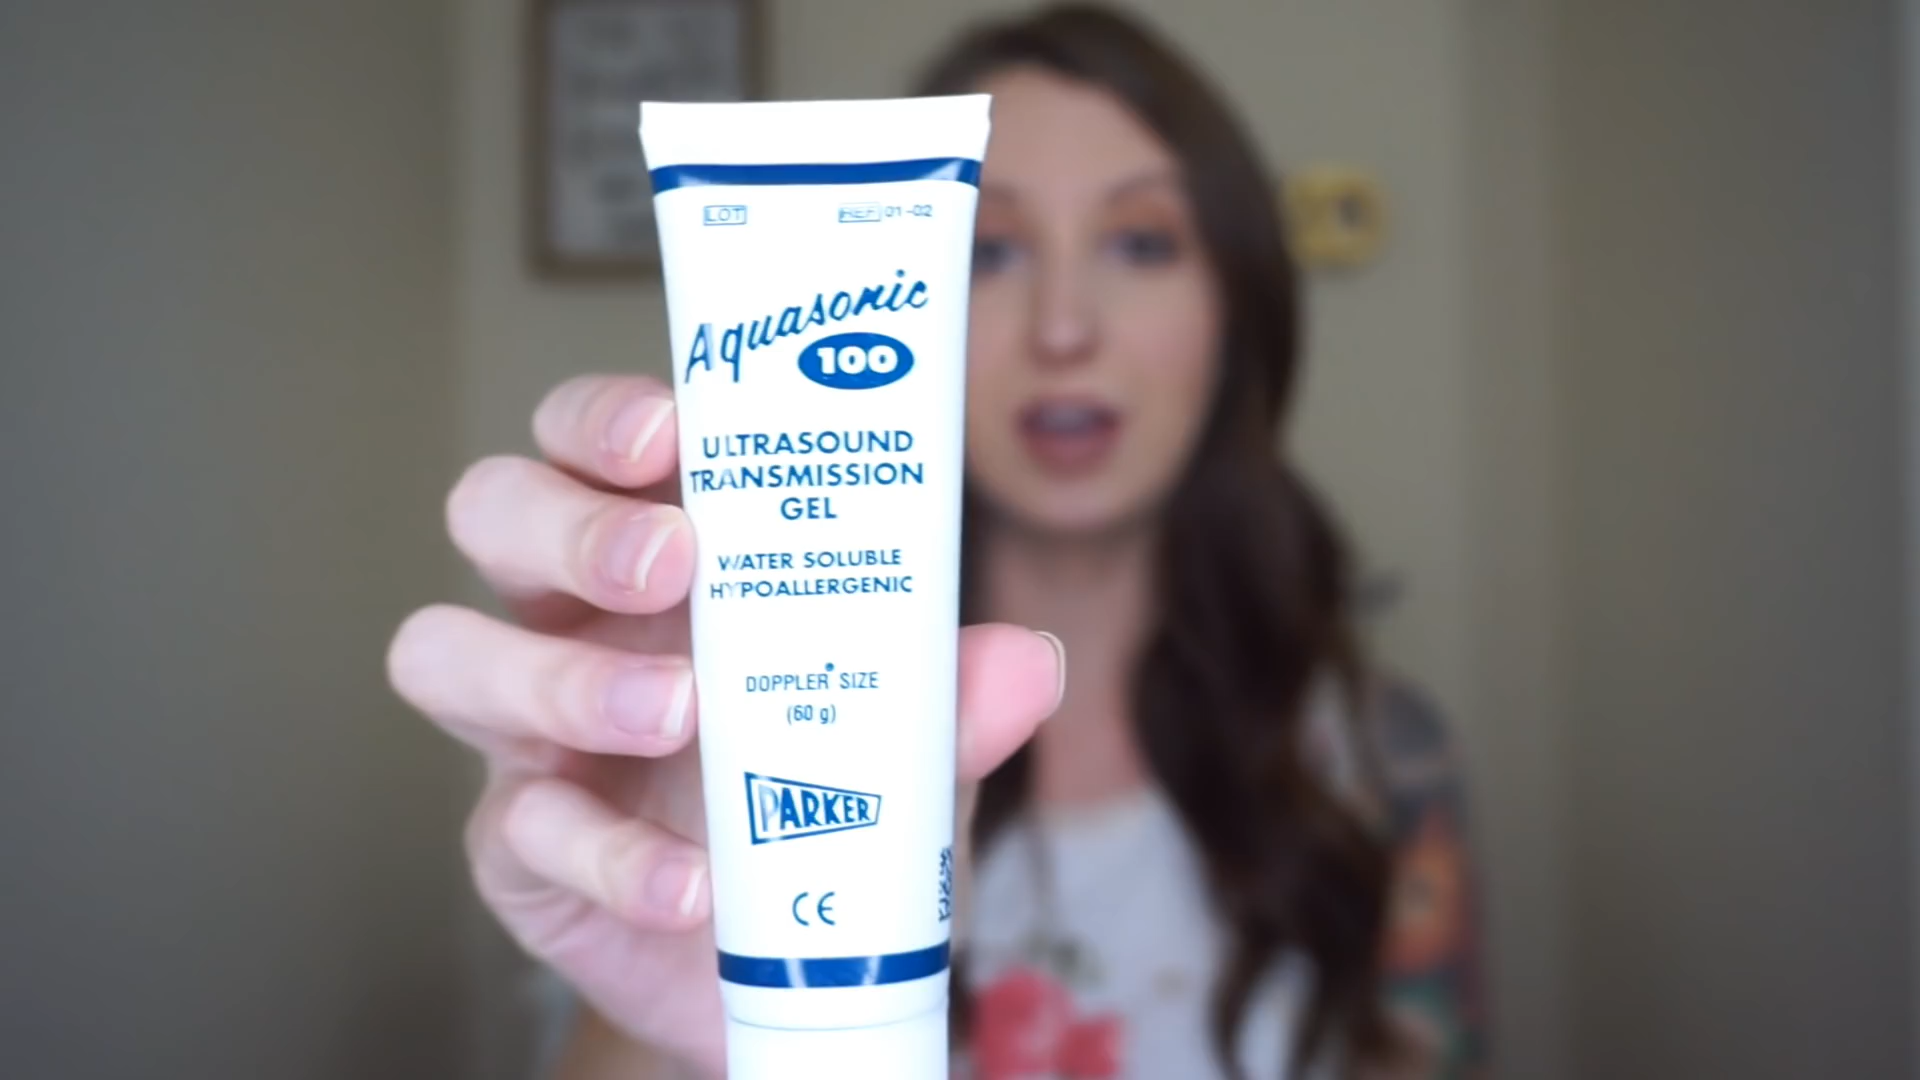 LOT
REF 01-02
Aquasonic
100
ULTRASOUND
TRANSMISSION
GEL
WATER SOLUBLE
HYPOALLERGENIC
DOPPLER SIZE
(60 g)
PARKER
CE